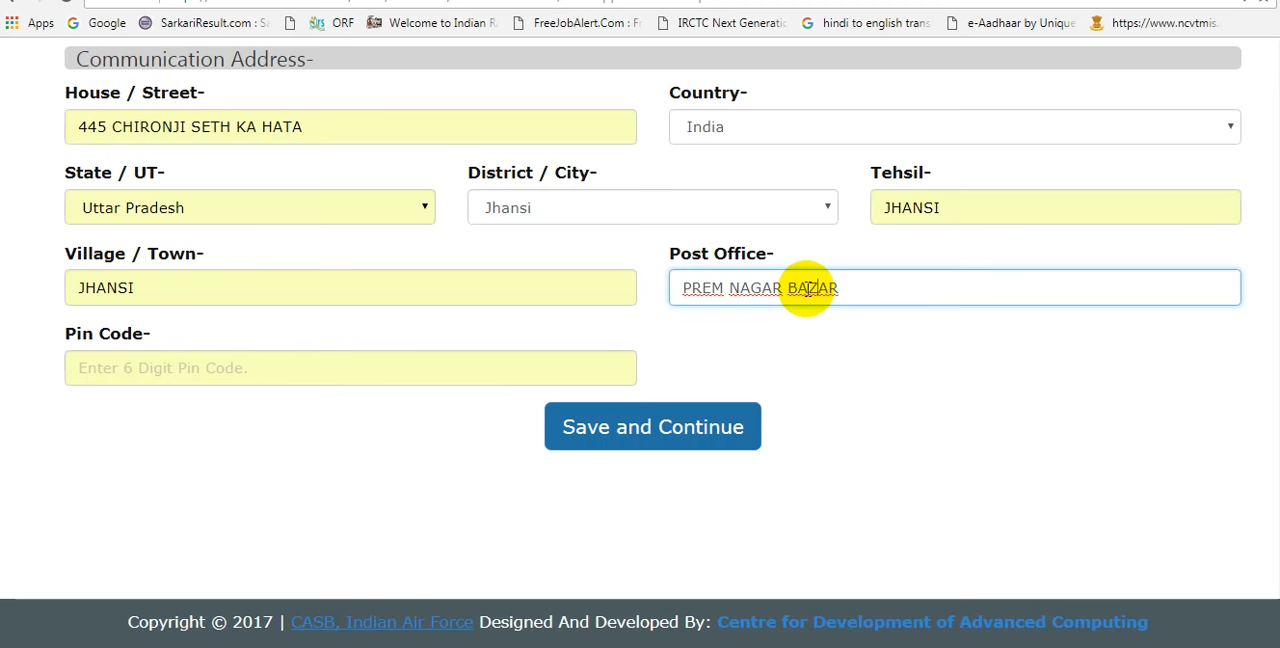 Apps Google SarkariResult.com : Sa ORF Welcome to Indian R FreeJobAlert.Com : Fr IRCTC Next Generatio hindi to english trans e-Aadhaar by Unique https://www.ncvtmis.
Communication Address-
House / Street- Country-
445 CHIRONJI SETH KA HATA India
State / UT- District / City- Tehsil-
Uttar Pradesh Jhansi JHANSI
Village / Town- Post Office-
JHANSI PREM NAGAR BAZAR
Pin Code-
Enter 6 Digit Pin Code.
Save and Continue
Copyright © 2017 | CASB, Indian Air Force Designed And Developed By: Centre for Development of Advanced Computing